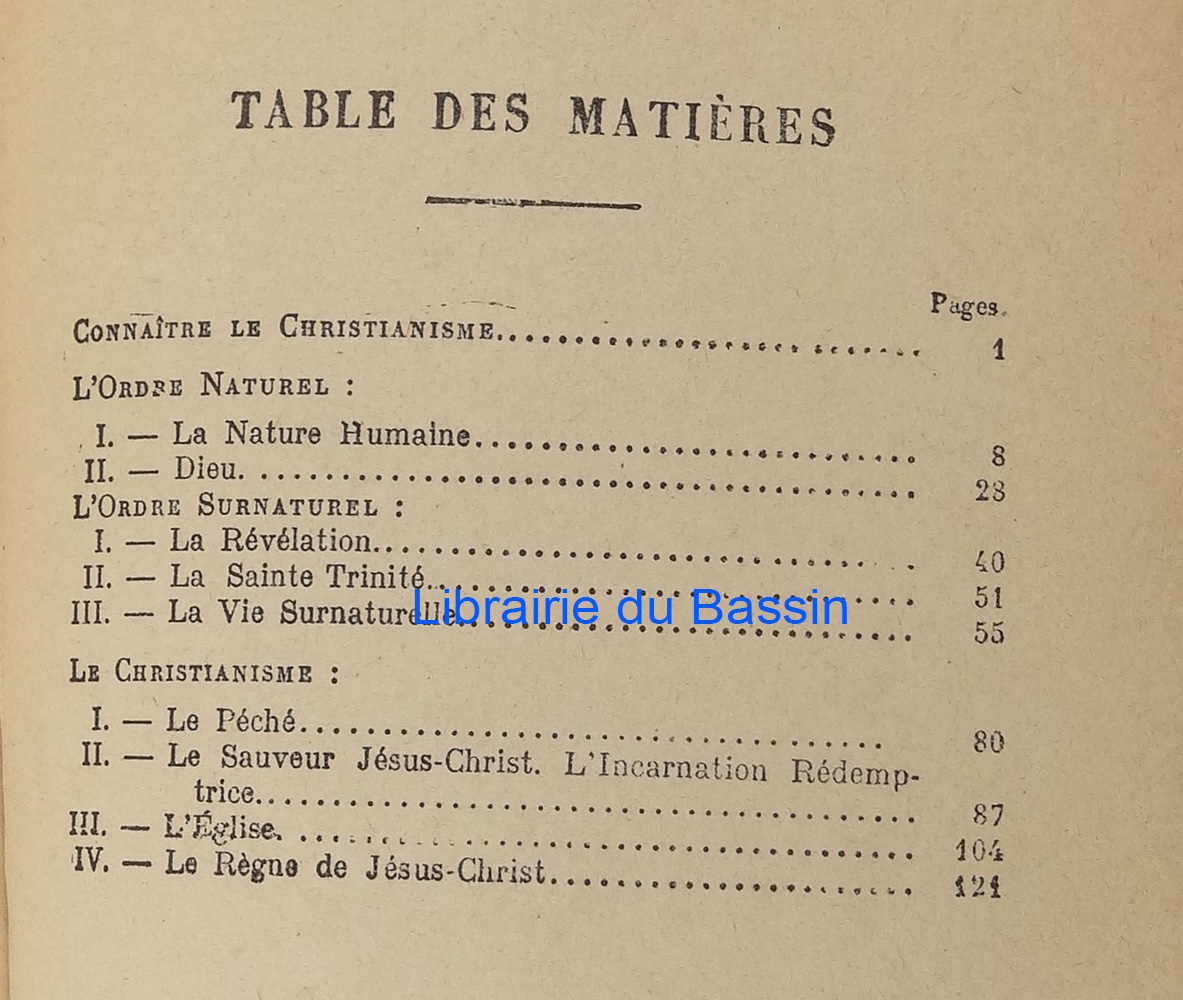 TABLE DES MATIÈRES
Pages.
CONNAÎTRE LE CHRISTIANISME........................ 1
L'ORDRE NATUREL :
I. — La Nature Humaine........................ 8
II. — Dieu........................ 28
L'ORDRE SURNATUREL :
I. — La Révélation........................ 40
II. — La Sainte Trinité........................ 51
III. — La Vie Surnaturelle........................ 55
Librairie du Bassin
LE CHRISTIANISME :
I. — Le Péché........................ 80
II. — Le Sauveur Jésus-Christ. L'Incarnation Rédemp-
trice........................ 87
III. — L'Église. ........................ 104
IV. — Le Règne de Jésus-Christ........................ 121